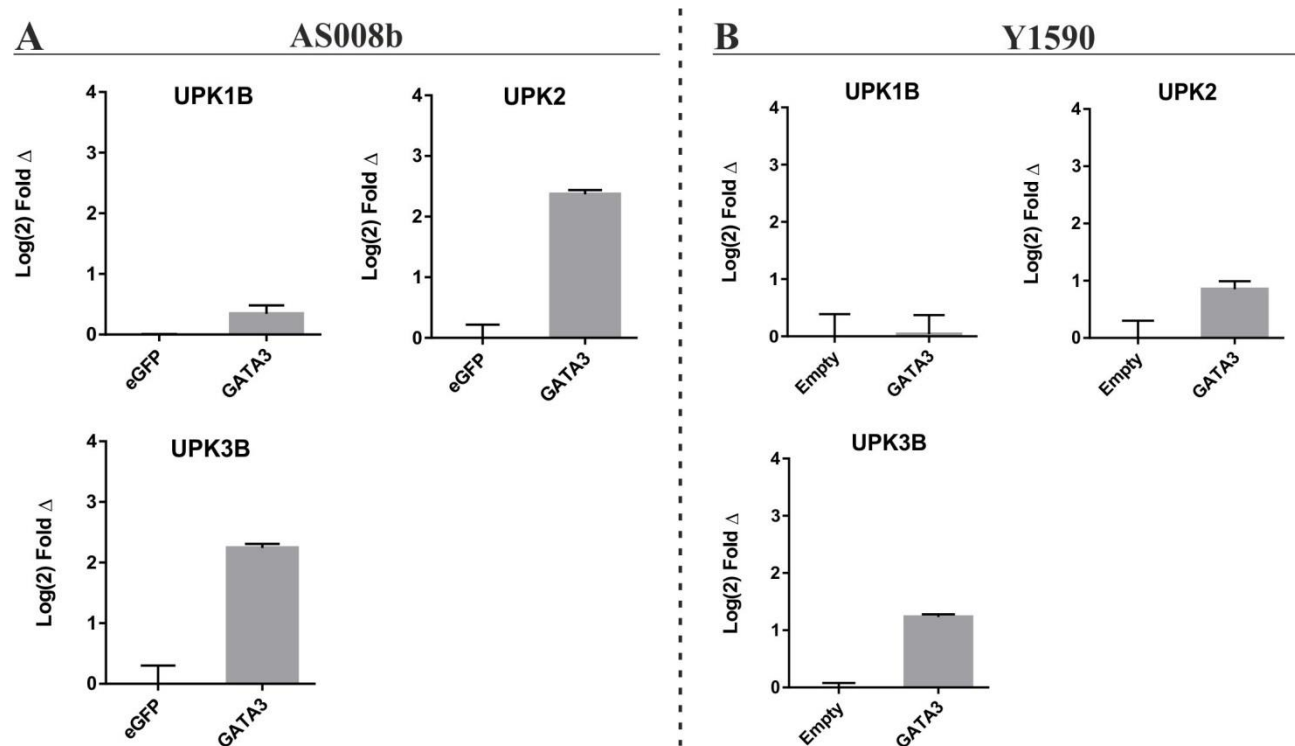 A
AS008b
UPK1B
Log(2) Fold Δ
4
3
2
1
0
eGFP
GATA3
UPK2
Log(2) Fold Δ
4
3
2
1
0
eGFP
GATA3
UPK3B
Log(2) Fold Δ
4
3
2
1
0
eGFP
GATA3
B
Y1590
UPK1B
Log(2) Fold Δ
4
3
2
1
0
Empty
GATA3
UPK2
Log(2) Fold Δ
4
3
2
1
0
Empty
GATA3
UPK3B
Log(2) Fold Δ
4
3
2
1
0
Empty
GATA3